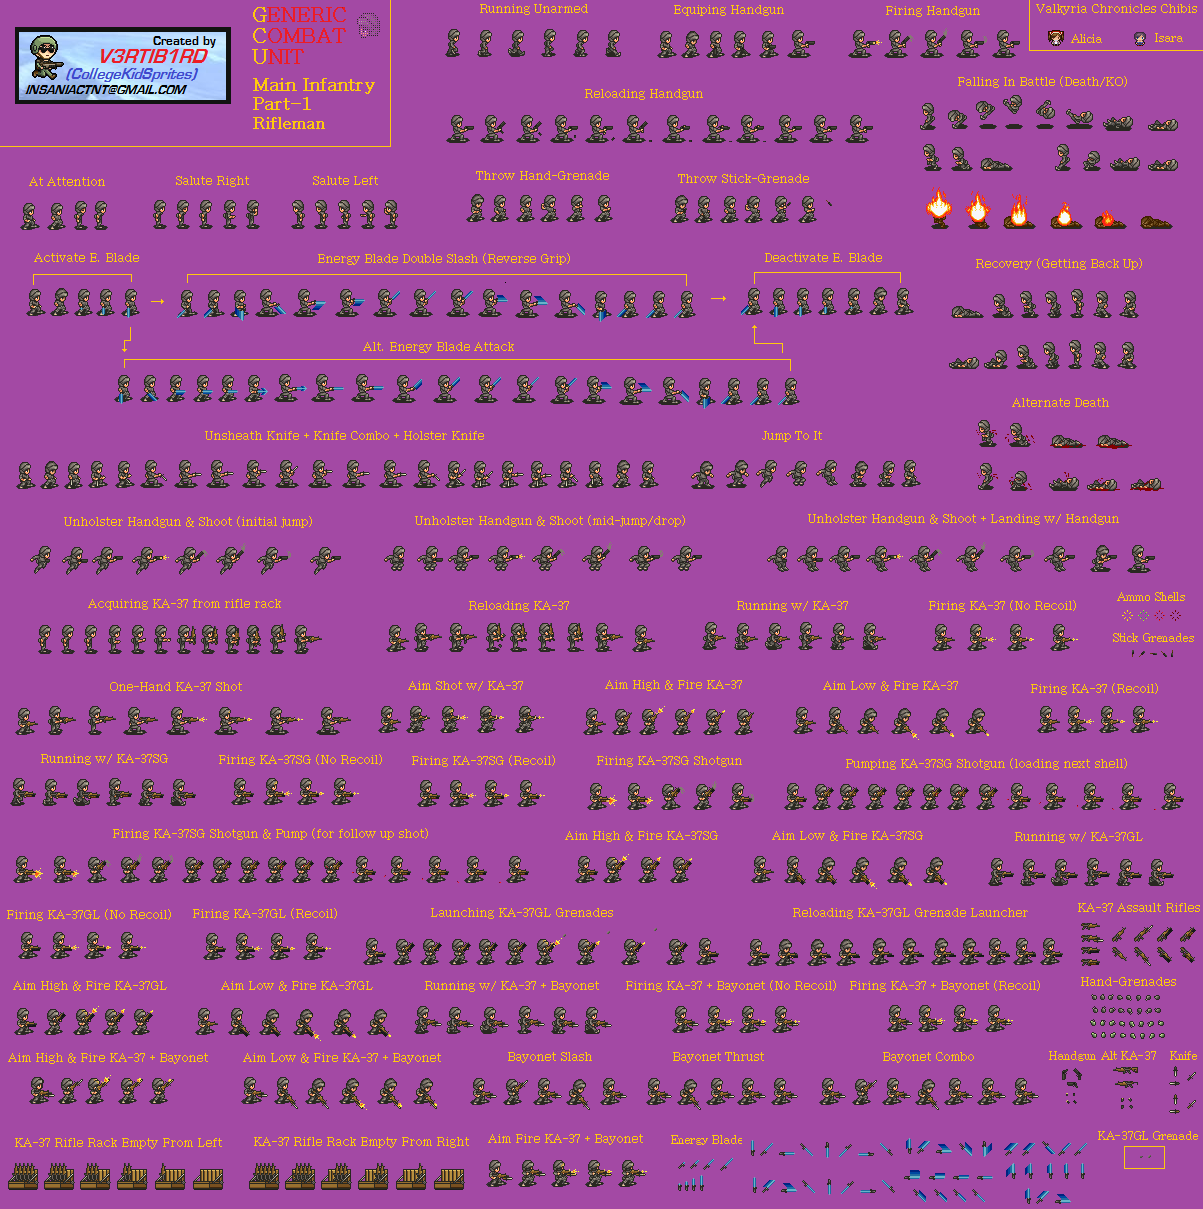 Created by
V3RTIB1RD
(CollegeKidSprites)
INSANIACTNT@GMAIL.COM
GENERIC
COMBAT
UNIT
Main Infantry
Part-1
Rifleman
Running Unarmed
Equiping Handgun
Firing Handgun
Valkyria Chronicles Chibis
Alicia
Isara
Reloading Handgun
Falling In Battle (Death/KO)
At Attention
Salute Right
Salute Left
Throw Hand-Grenade
Throw Stick-Grenade
Activate E. Blade
Energy Blade Double Slash (Reverse Grip)
Deactivate E. Blade
Recovery (Getting Back Up)
Alt. Energy Blade Attack
Alternate Death
Unsheath Knife + Knife Combo + Holster Knife
Jump To It
Unholster Handgun & Shoot (initial jump)
Unholster Handgun & Shoot (mid-jump/drop)
Unholster Handgun & Shoot + Landing w/ Handgun
Acquiring KA-37 from rifle rack
Reloading KA-37
Running w/ KA-37
Firing KA-37 (No Recoil)
Ammo Shells
Stick Grenades
One-Hand KA-37 Shot
Aim Shot w/ KA-37
Aim High & Fire KA-37
Aim Low & Fire KA-37
Firing KA-37 (Recoil)
Running w/ KA-37SG
Firing KA-37SG (No Recoil)
Firing KA-37SG (Recoil)
Firing KA-37SG Shotgun
Pumping KA-37SG Shotgun (loading next shell)
Firing KA-37SG Shotgun & Pump (for follow up shot)
Aim High & Fire KA-37SG
Aim Low & Fire KA-37SG
Running w/ KA-37GL
Firing KA-37GL (No Recoil)
Firing KA-37GL (Recoil)
Launching KA-37GL Grenades
Reloading KA-37GL Grenade Launcher
KA-37 Assault Rifles
Aim High & Fire KA-37GL
Aim Low & Fire KA-37GL
Running w/ KA-37 + Bayonet
Firing KA-37 + Bayonet (No Recoil)
Firing KA-37 + Bayonet (Recoil)
Hand-Grenades
Aim High & Fire KA-37 + Bayonet
Aim Low & Fire KA-37 + Bayonet
Bayonet Slash
Bayonet Thrust
Bayonet Combo
Handgun
Alt KA-37
Knife
KA-37 Rifle Rack Empty From Left
KA-37 Rifle Rack Empty From Right
Aim Fire KA-37 + Bayonet
Energy Blade
KA-37GL Grenade